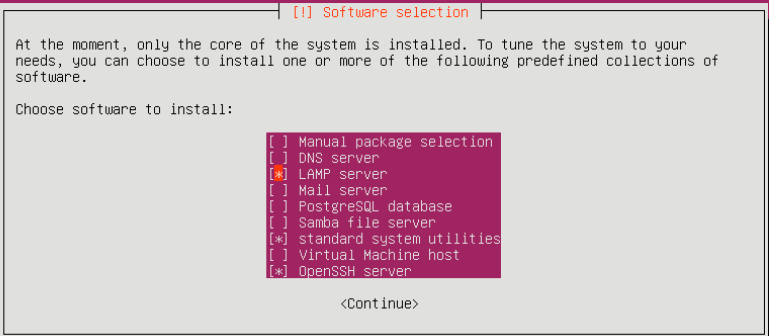 [!] Software selection
At the moment, only the core of the system is installed. To tune the system to your
needs, you can choose to install one or more of the following predefined collections of
software.
Choose software to install:
[ ] Manual package selection
[ ] DNS server
[*] LAMP server
[ ] Mail server
[ ] PostgreSQL database
[ ] Samba file server
[*] standard system utilities
[ ] Virtual Machine host
[*] OpenSSH server
<Continue>